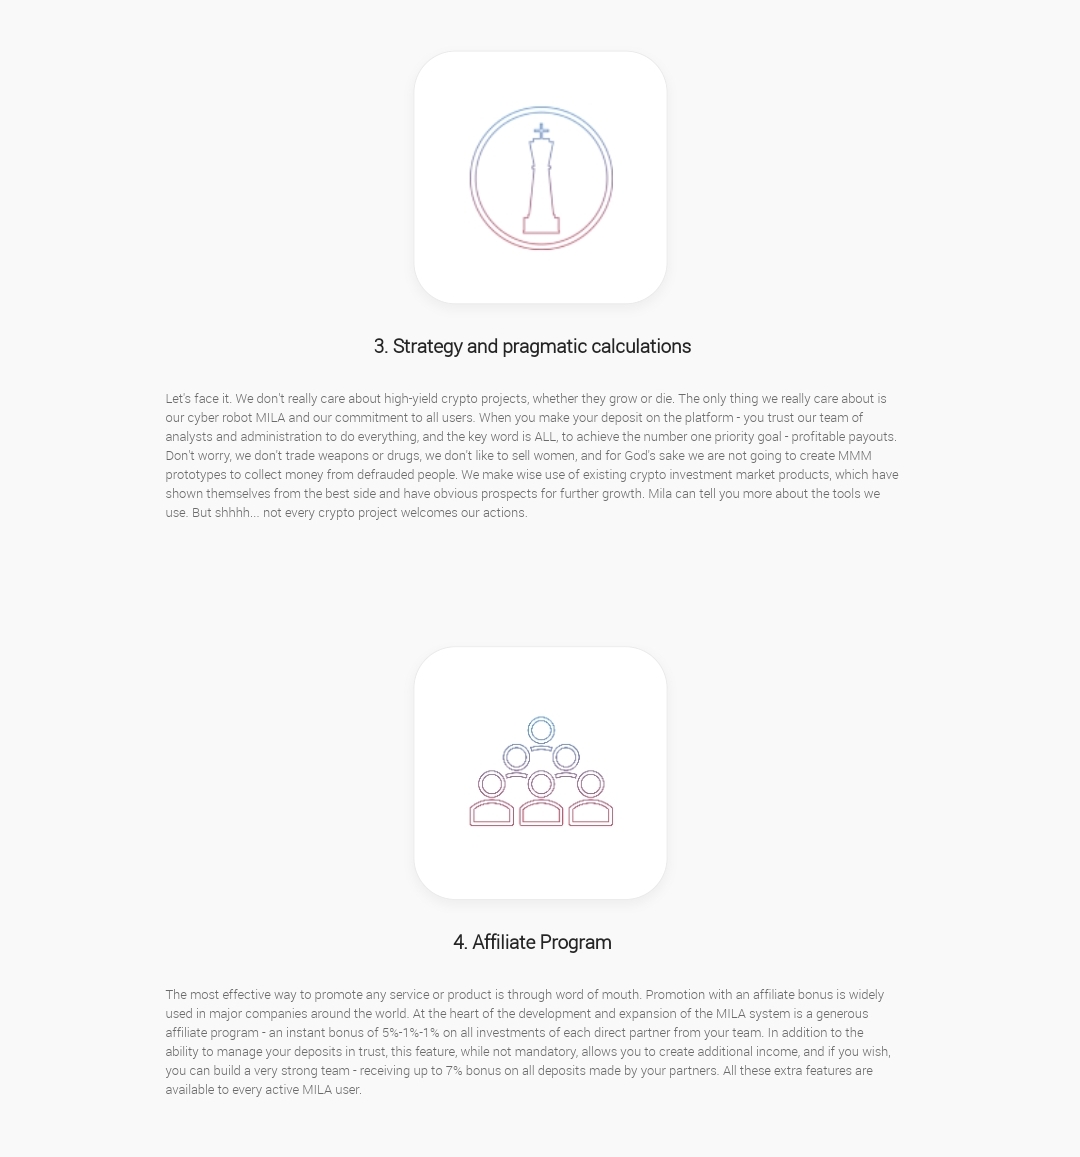 3. Strategy and pragmatic calculations
Let's face it. We don't really care about high-yield crypto projects, whether they grow or die. The only thing we really care about is
our cyber robot MILA and our commitment to all users. When you make your deposit on the platform - you trust our team of
analysts and administration to do everything, and the key word is ALL, to achieve the number one priority goal - profitable payouts.
Don't worry, we don't trade weapons or drugs, we don't like to sell women, and for God's sake we are not going to create MMM
prototypes to collect money from defrauded people. We make wise use of existing crypto investment market products, which have
shown themselves from the best side and have obvious prospects for further growth. Mila can tell you more about the tools we
use. But shhhh... not every crypto project welcomes our actions.
4. Affiliate Program
The most effective way to promote any service or product is through word of mouth. Promotion with an affiliate bonus is widely
used in major companies around the world. At the heart of the development and expansion of the MILA system is a generous
affiliate program - an instant bonus of 5%-1%-1% on all investments of each direct partner from your team. In addition to the
ability to manage your deposits in trust, this feature, while not mandatory, allows you to create additional income, and if you wish,
you can build a very strong team - receiving up to 7% bonus on all deposits made by your partners. All these extra features are
available to every active MILA user.